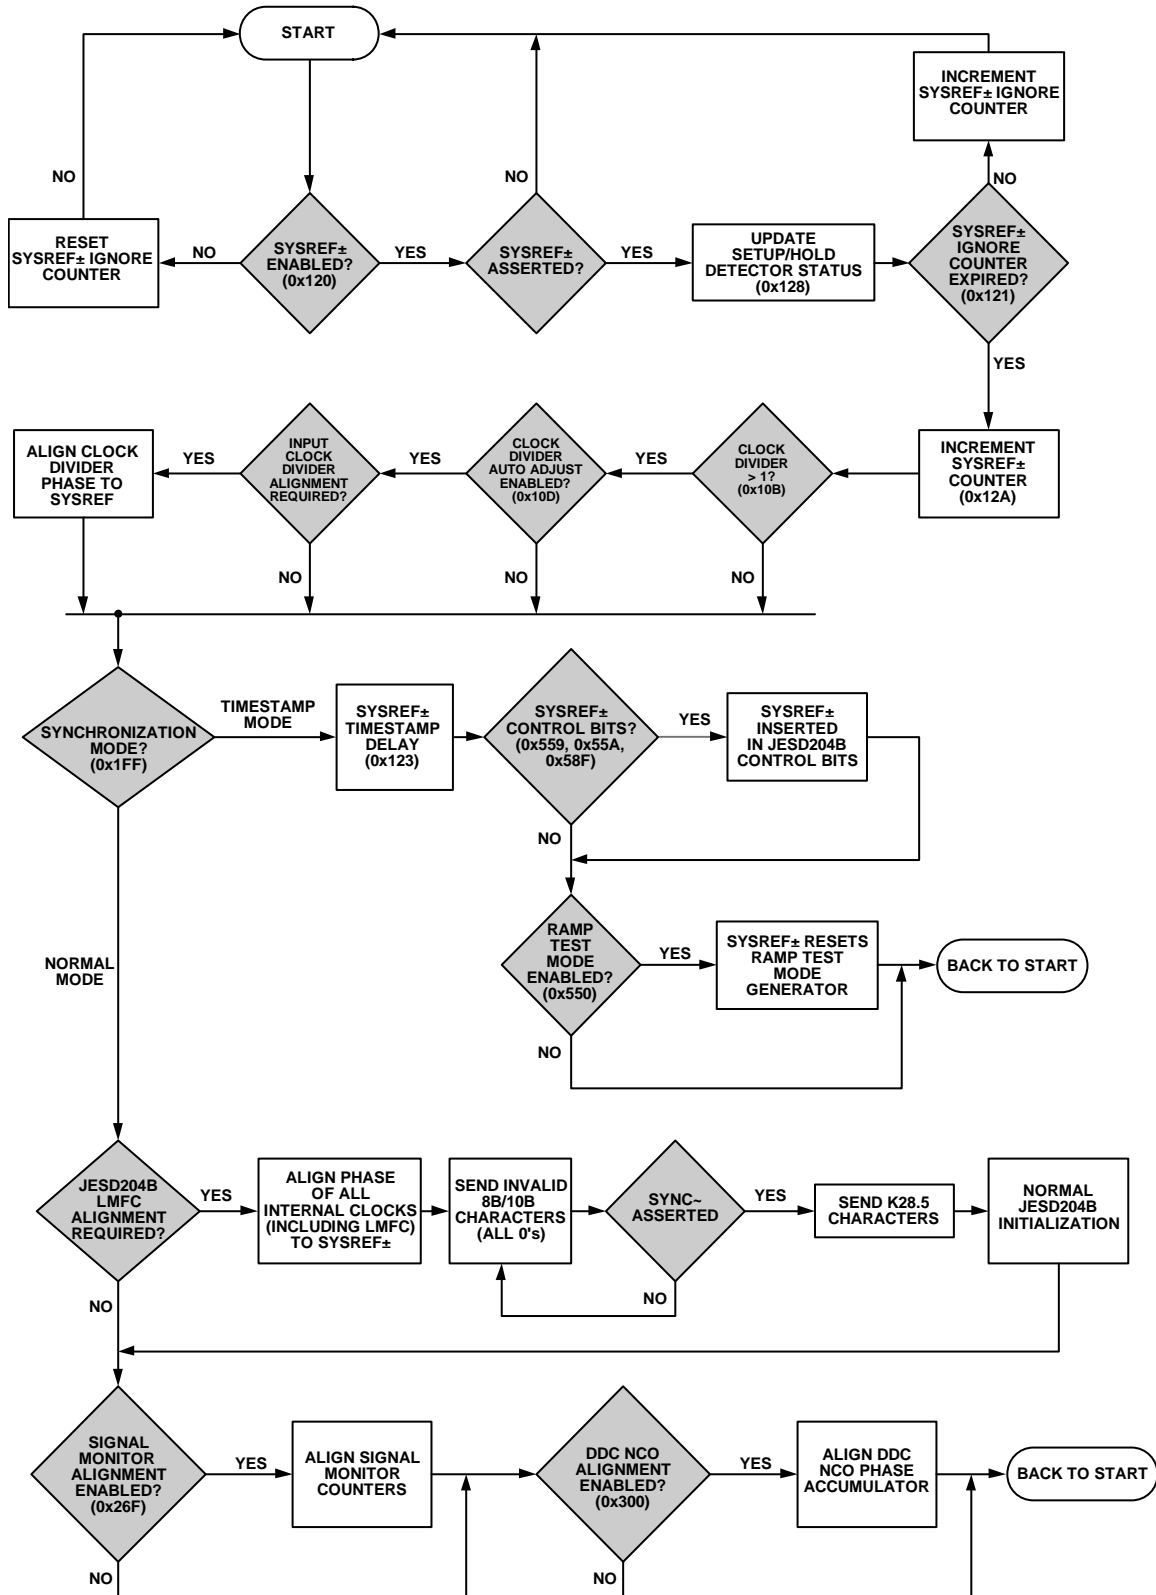 START
INCREMENT
SYSREF± IGNORE
COUNTER
NO
NO
NO
RESET
SYSREF± IGNORE
COUNTER
NO
SYSREF±
ENABLED?
(0x120)
YES
SYSREF±
ASSERTED?
YES
UPDATE
SETUP/HOLD
DETECTOR STATUS
(0x128)
SYSREF±
IGNORE
COUNTER
EXPIRED?
(0x121)
YES
ALIGN CLOCK
DIVIDER
PHASE TO
SYSREF
YES
INPUT
CLOCK
DIVIDER
ALIGNMENT
REQUIRED?
YES
CLOCK
DIVIDER
AUTO ADJUST
ENABLED?
(0x10D)
YES
CLOCK
DIVIDER
> 1?
(0x10B)
INCREMENT
SYSREF±
COUNTER
(0x12A)
NO
NO
NO
SYNCHRONIZATION
MODE?
(0x1FF)
TIMESTAMP
MODE
SYSREF±
TIMESTAMP
DELAY
(0x123)
SYSREF±
CONTROL BITS?
(0x559, 0x55A,
0x58F)
YES
SYSREF±
INSERTED
IN JESD204B
CONTROL BITS
NO
NORMAL
MODE
RAMP
TEST
MODE
ENABLED?
(0x550)
YES
SYSREF± RESETS
RAMP TEST
MODE
GENERATOR
BACK TO START
NO
JESD204B
LMFC
ALIGNMENT
REQUIRED?
YES
ALIGN PHASE
OF ALL
INTERNAL CLOCKS
(INCLUDING LMFC)
TO SYSREF±
SEND INVALID
8B/10B
CHARACTERS
(ALL 0's)
SYNC~
ASSERTED
YES
SEND K28.5
CHARACTERS
NORMAL
JESD204B
INITIALIZATION
NO
NO
SIGNAL
MONITOR
ALIGNMENT
ENABLED?
(0x26F)
YES
ALIGN SIGNAL
MONITOR
COUNTERS
DDC NCO
ALIGNMENT
ENABLED?
(0x300)
YES
ALIGN DDC
NCO PHASE
ACCUMULATOR
BACK TO START
NO
NO